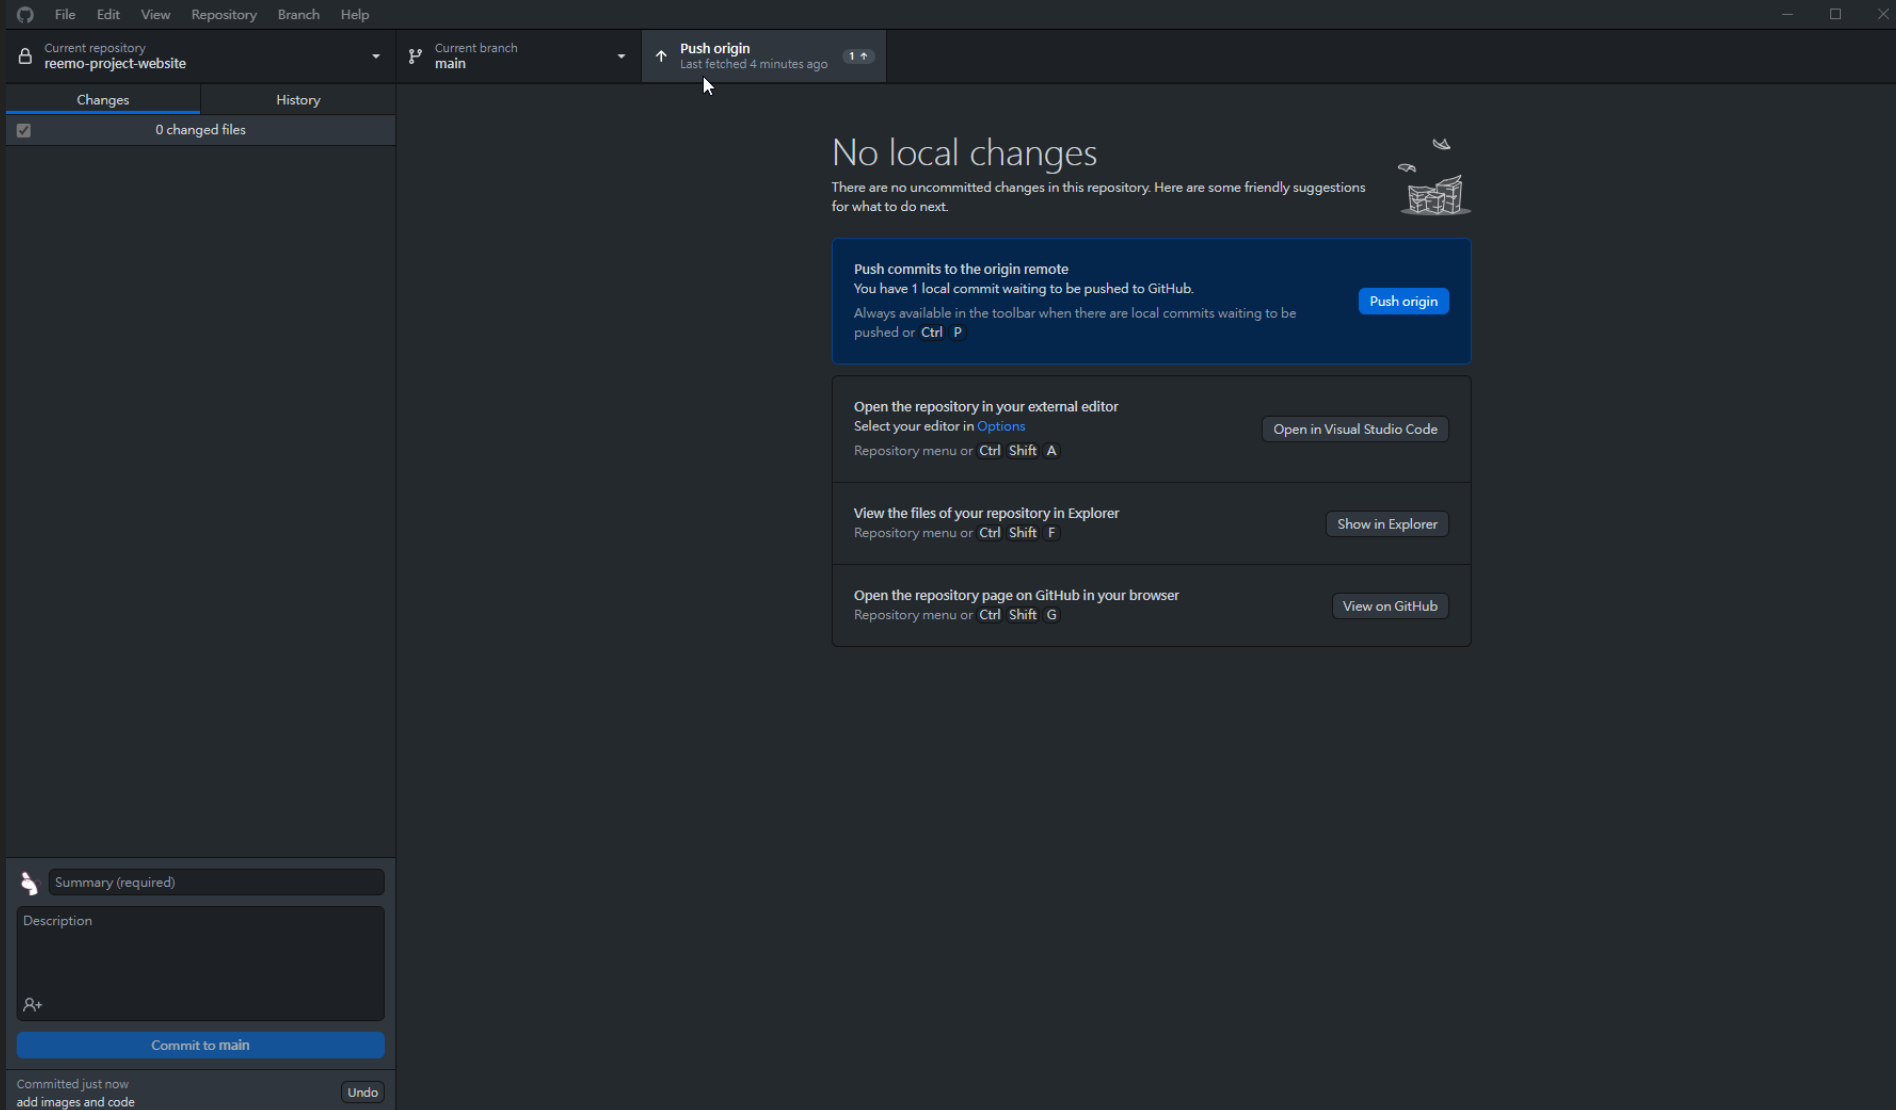 File Edit View Repository Branch Help
Current repository
reemo-project-website
Current branch
main
Push origin
Last fetched 4 minutes ago
1
Changes
History
0 changed files
No local changes
There are no uncommitted changes in this repository. Here are some friendly suggestions
for what to do next.
Push commits to the origin remote
You have 1 local commit waiting to be pushed to GitHub.
Always available in the toolbar when there are local commits waiting to be
pushed or Ctrl P
Push origin
Open the repository in your external editor
Select your editor in Options
Repository menu or Ctrl Shift A
Open in Visual Studio Code
View the files of your repository in Explorer
Repository menu or Ctrl Shift F
Show in Explorer
Open the repository page on GitHub in your browser
Repository menu or Ctrl Shift G
View on GitHub
Summary (required)
Description
Commit to main
Committed just now
add images and code
Undo